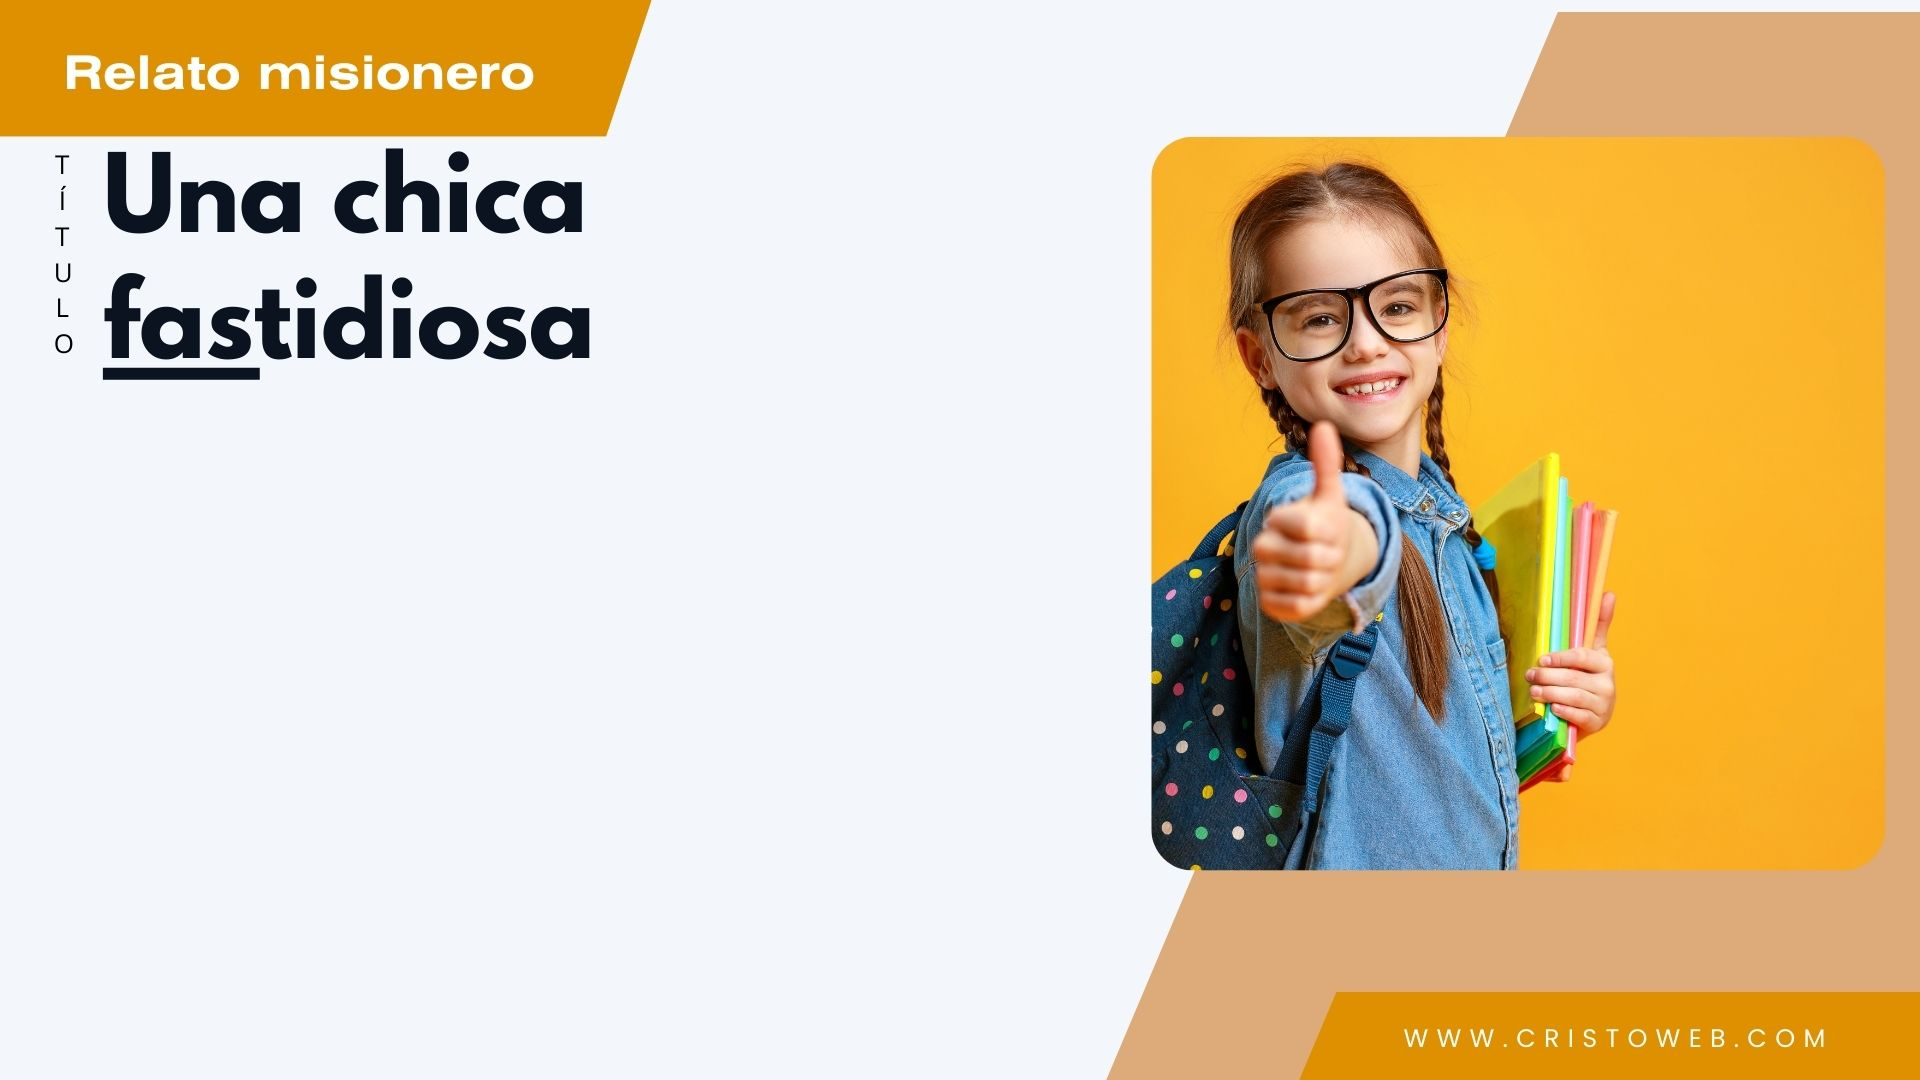 Relato misionero
TÍTULO
Una chica
fastidiosa
WWW.CRISTOWEB.COM